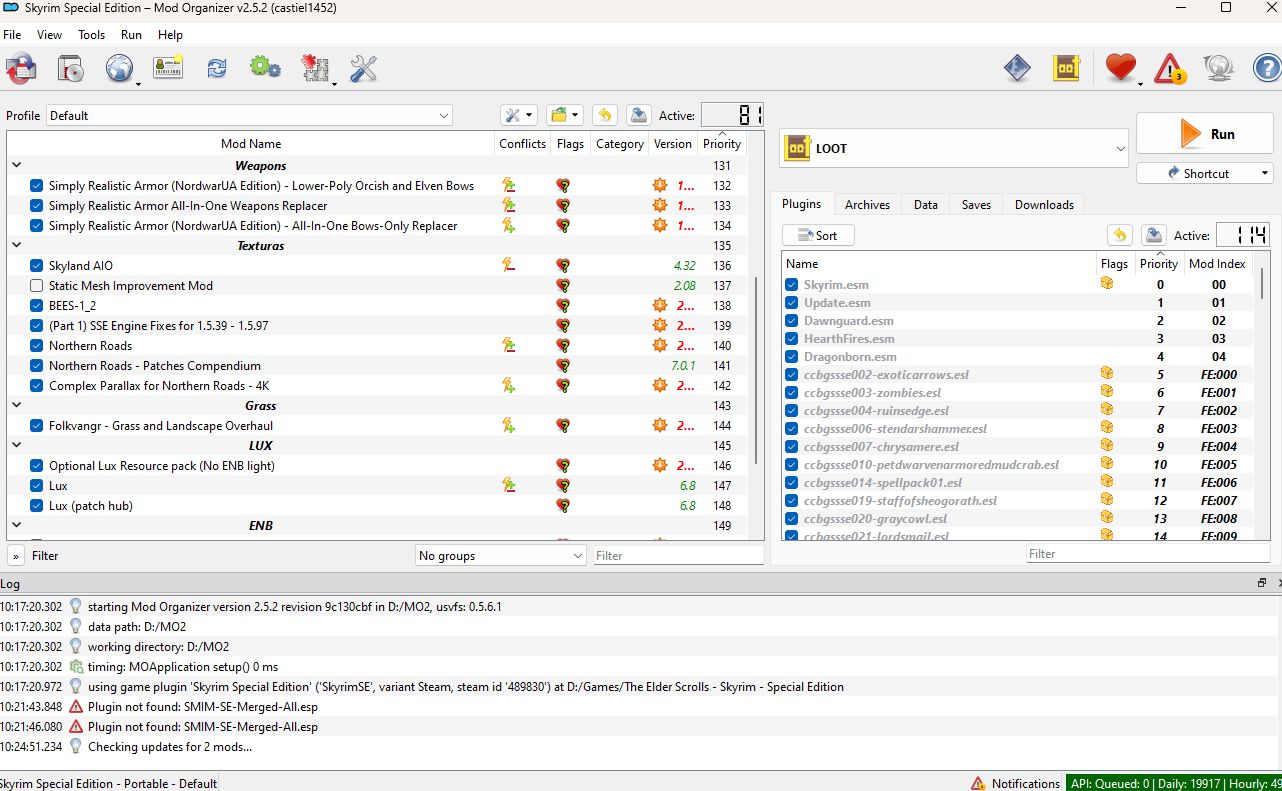 Skyrim Special Edition – Mod Organizer v2.5.2 (castiel1452)
File View Tools Run Help
3
Profile Default Active: 81
Mod Name Conflicts Flags Category Version Priority
Weapons 131
Simply Realistic Armor (NordwarUA Edition) - Lower-Poly Orcish and Elven Bows 1... 132
Simply Realistic Armor All-In-One Weapons Replacer 1... 133
Simply Realistic Armor (NordwarUA Edition) - All-In-One Bows-Only Replacer 1... 134
Texturas 135
Skyland AIO 4.32 136
Static Mesh Improvement Mod 2.08 137
BEES-1_2 2... 138
(Part 1) SSE Engine Fixes for 1.5.39 - 1.5.97 2... 139
Northern Roads 2... 140
Northern Roads - Patches Compendium 7.0.1 141
Complex Parallax for Northern Roads - 4K 2... 142
Grass 143
Folkvangr - Grass and Landscape Overhaul 2... 144
LUX 145
Optional Lux Resource pack (No ENB light) 2... 146
Lux 6.8 147
Lux (patch hub) 6.8 148
ENB 149
» Filter No groups Filter
LOOT
Run
Shortcut
Plugins Archives Data Saves Downloads
Sort Active: 114
Name Flags Priority Mod Index
Skyrim.esm 0 00
Update.esm 1 01
Dawnguard.esm 2 02
HearthFires.esm 3 03
Dragonborn.esm 4 04
ccbgssse002-exoticarrows.esl 5 FE:000
ccbgssse003-zombies.esl 6 FE:001
ccbgssse004-ruinsedge.esl 7 FE:002
ccbgssse006-stendarshammer.esl 8 FE:003
ccbgssse007-chrysamere.esl 9 FE:004
ccbgssse010-petdwarvenarmoredmudcrab.esl 10 FE:005
ccbgssse014-spellpack01.esl 11 FE:006
ccbgssse019-staffofsheogorath.esl 12 FE:007
ccbgssse020-graycowl.esl 13 FE:008
ccbgssse021-lordsmail.esl 14 FE:009
Filter
Log
10:17:20.302 starting Mod Organizer version 2.5.2 revision 9c130cbf in D:/MO2, usvfs: 0.5.6.1
10:17:20.302 data path: D:/MO2
10:17:20.302 working directory: D:/MO2
10:17:20.302 timing: MOApplication setup() 0 ms
10:17:20.972 using game plugin 'Skyrim Special Edition' ('SkyrimSE', variant Steam, steam id '489830') at D:/Games/The Elder Scrolls - Skyrim - Special Edition
10:21:43.848 Plugin not found: SMIM-SE-Merged-All.esp
10:21:46.080 Plugin not found: SMIM-SE-Merged-All.esp
10:24:51.234 Checking updates for 2 mods...
Skyrim Special Edition - Portable - Default Notifications API: Queued: 0 | Daily: 19917 | Hourly: 49